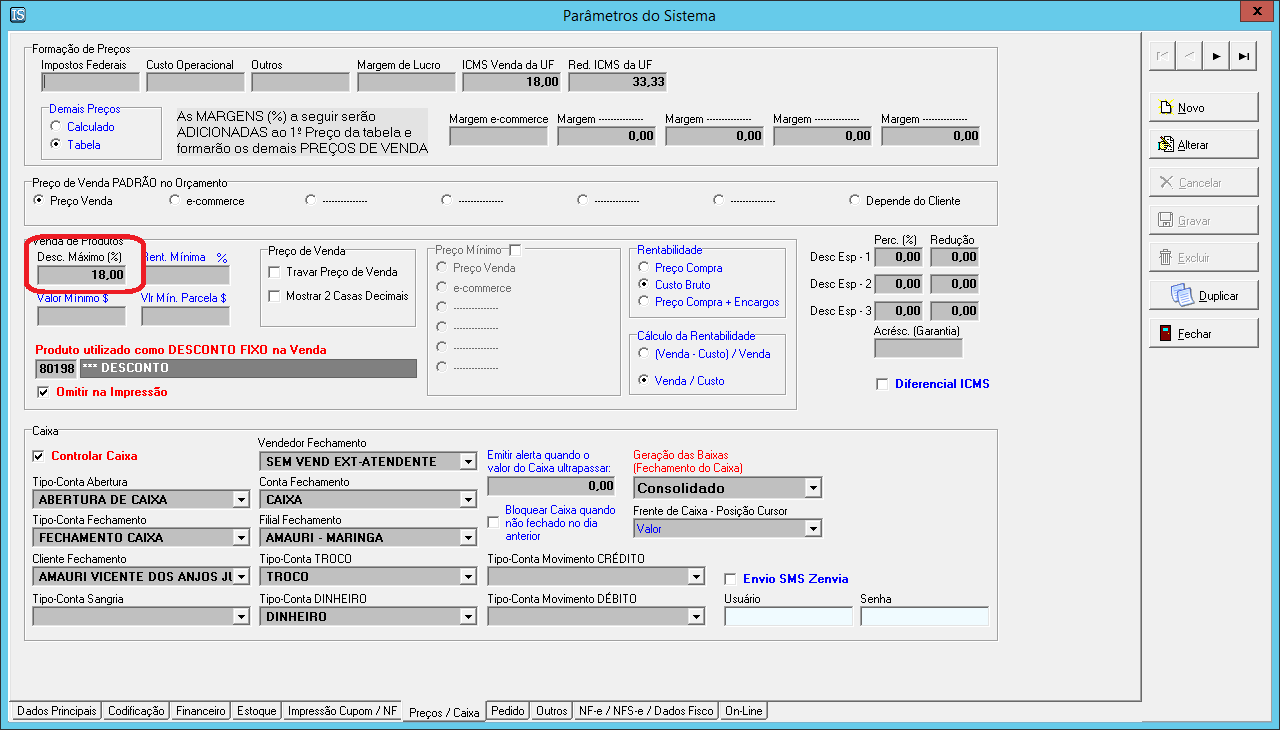 IS
Parâmetros do Sistema
X
Formação de Preços
Impostos Federais
Custo Operacional
Outros
Margem de Lucro
ICMS Venda da UF
Red. ICMS da UF
18,00
33,33
Demais Preços
Calculado
Tabela
As MARGENS (%) a seguir serão
ADICIONADAS ao 1º Preço da tabela e
formarão os demais PREÇOS DE VENDA
Margem e-commerce
Margem ---------------
Margem ---------------
Margem ---------------
Margem ---------------
0,00
0,00
0,00
0,00
Preço de Venda PADRÃO no Orçamento
Preço Venda
e-commerce
---------------
---------------
---------------
---------------
Depende do Cliente
Venda de Produtos
Desc. Máximo (%)
18,00
Rent. Mínima %
Valor Mínimo $
Vlr Mín. Parcela $
Produto utilizado como DESCONTO FIXO na Venda
80198
*** DESCONTO
Omitir na Impressão
Preço de Venda
Travar Preço de Venda
Mostrar 2 Casas Decimais
Preço Mínimo
Preço Venda
e-commerce
---------------
---------------
---------------
---------------
Rentabilidade
Preço Compra
Custo Bruto
Preço Compra + Encargos
Cálculo da Rentabilidade
(Venda - Custo) / Venda
Venda / Custo
Perc. (%)
Redução
Desc Esp - 1
0,00
0,00
Desc Esp - 2
0,00
0,00
Desc Esp - 3
0,00
0,00
Acrésc. (Garantia)
Diferencial ICMS
Caixa
Controlar Caixa
Tipo-Conta Abertura
ABERTURA DE CAIXA
Tipo-Conta Fechamento
FECHAMENTO CAIXA
Cliente Fechamento
AMAURI VICENTE DOS ANJOS JU
Tipo-Conta Sangria
Vendedor Fechamento
SEM VEND EXT-ATENDENTE
Conta Fechamento
CAIXA
Filial Fechamento
AMAURI - MARINGA
Tipo-Conta TROCO
TROCO
Tipo-Conta DINHEIRO
DINHEIRO
Emitir alerta quando o
valor do Caixa ultrapassar:
0,00
Bloquear Caixa quando
não fechado no dia
anterior
Tipo-Conta Movimento CRÉDITO
Tipo-Conta Movimento DÉBITO
Geração das Baixas
(Fechamento do Caixa)
Consolidado
Frente de Caixa - Posição Cursor
Valor
Envio SMS Zenvia
Usuário
Senha
Novo
Alterar
Cancelar
Gravar
Excluir
Duplicar
Fechar
Dados Principais
Codificação
Financeiro
Estoque
Impressão Cupom / NF
Preços / Caixa
Pedido
Outros
NF-e / NFS-e / Dados Fisco
On-Line